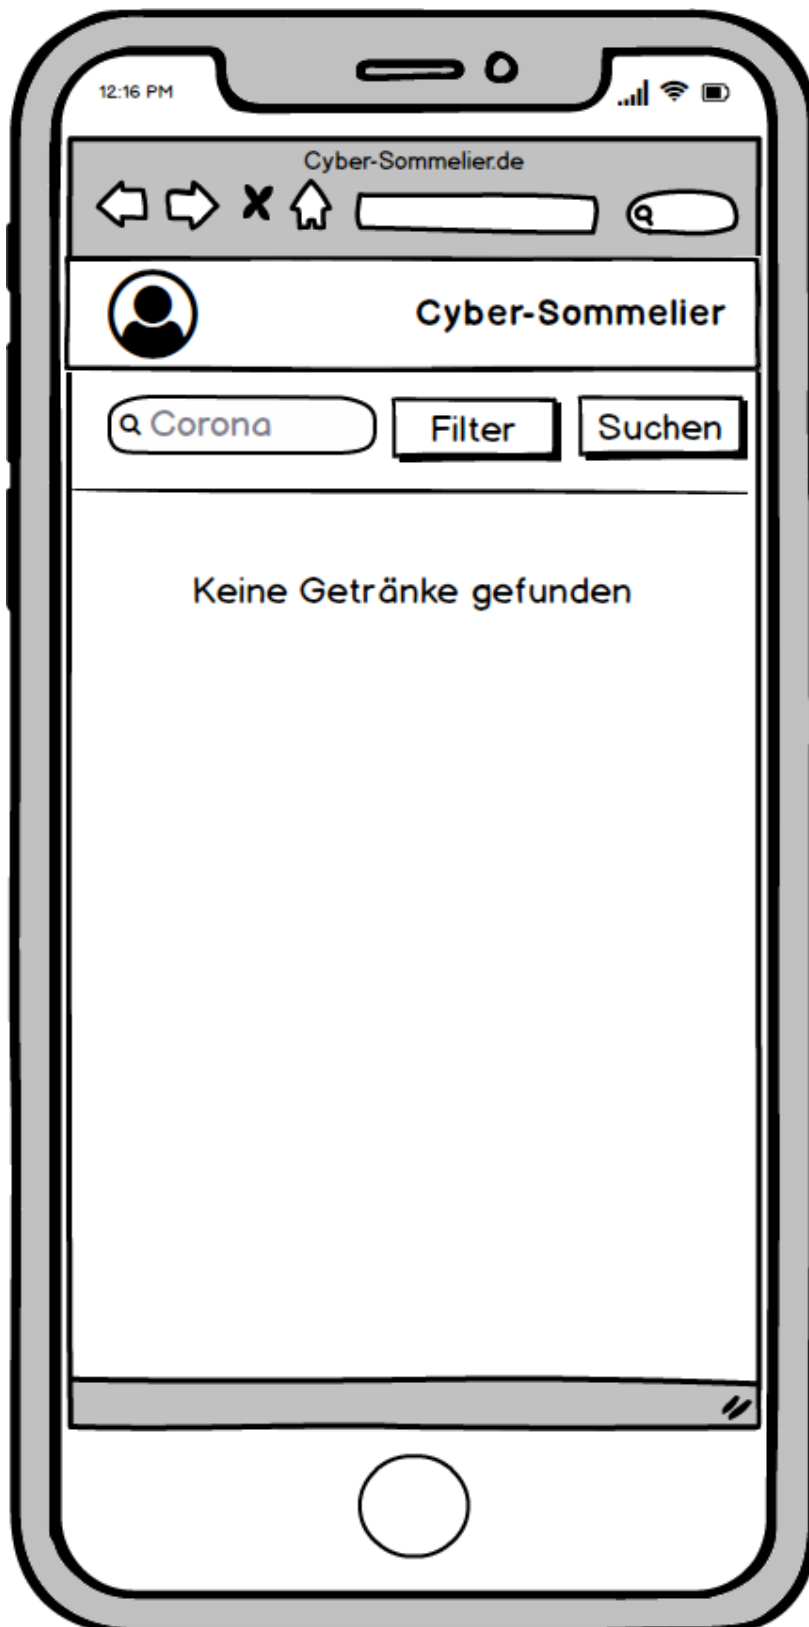 12:16 PM
Cyber-Sommelier.de
Cyber-Sommelier
Corona
Filter
Suchen
Keine Getränke gefunden